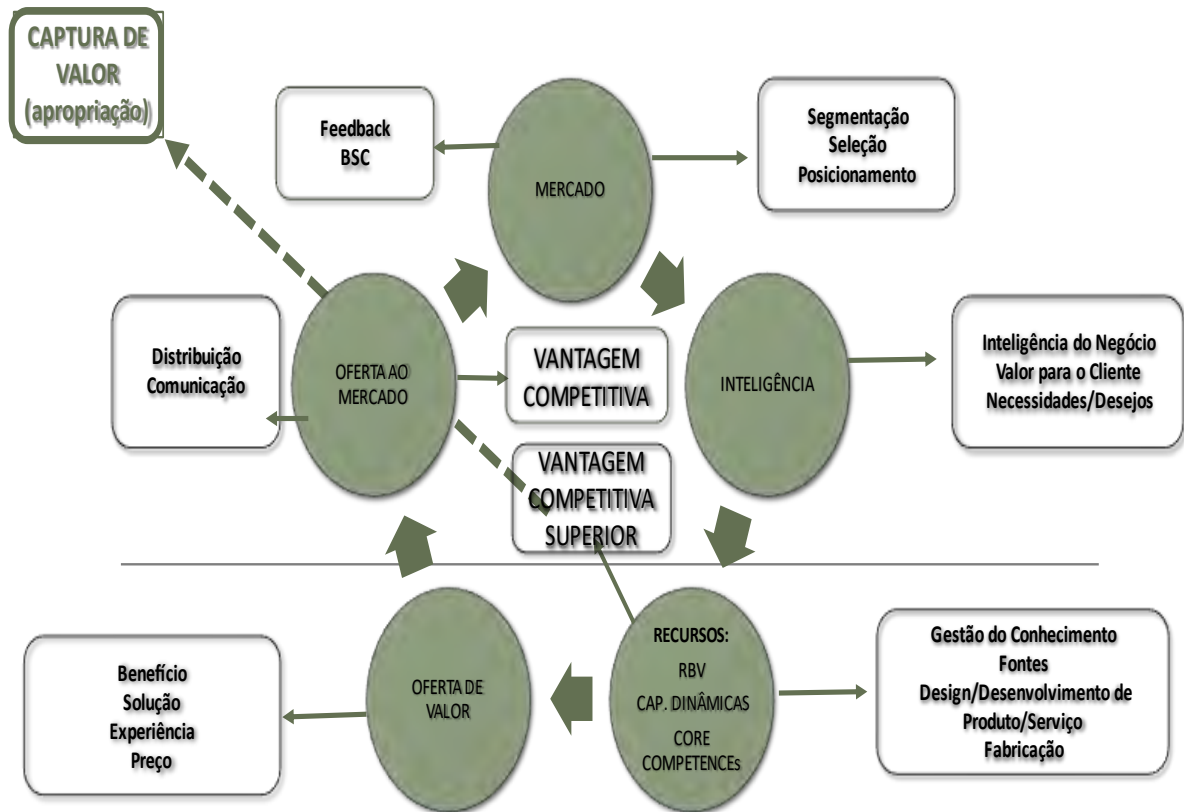 CAPTURA DE
VALOR
(apropriação)
Feedback
BSC
MERCADO
Segmentação
Seleção
Posicionamento
Distribuição
Comunicação
OFERTA AO
MERCADO
VANTAGEM
COMPETITIVA
INTELIGÊNCIA
Inteligência do Negócio
Valor para o Cliente
Necessidades/Desejos
VANTAGEM
COMPETITIVA
SUPERIOR
Benefício
Solução
Experiência
Preço
OFERTA DE
VALOR
RECURSOS:
RBV
CAP. DINÂMICAS
CORE
COMPETENCEs
Gestão do Conhecimento
Fontes
Design/Desenvolvimento de
Produto/Serviço
Fabricação